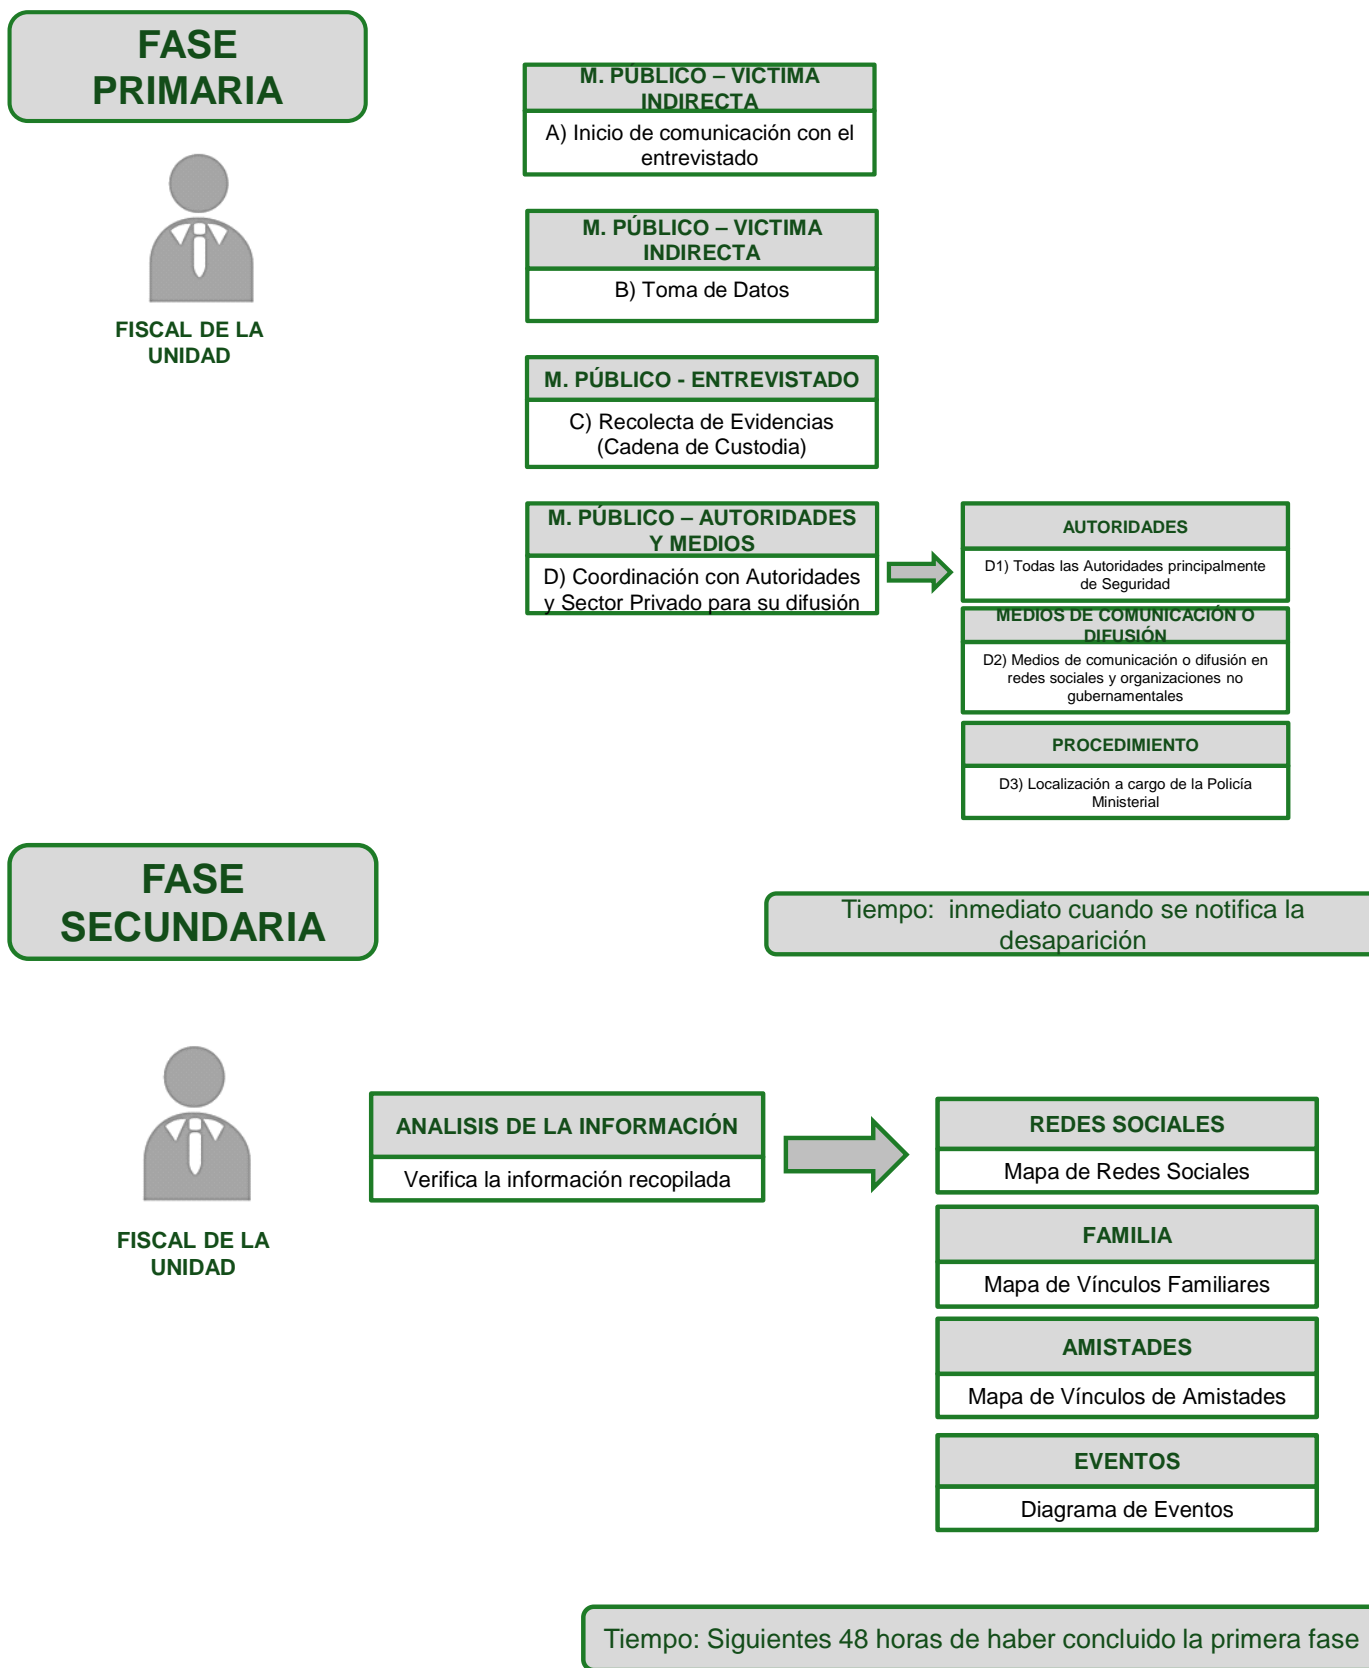 FASE
PRIMARIA
FISCAL DE LA
UNIDAD
M. PÚBLICO – VICTIMA
INDIRECTA
A) Inicio de comunicación con el
entrevistado
M. PÚBLICO – VICTIMA
INDIRECTA
B) Toma de Datos
M. PÚBLICO - ENTREVISTADO
C) Recolecta de Evidencias
(Cadena de Custodia)
M. PÚBLICO – AUTORIDADES
Y MEDIOS
D) Coordinación con Autoridades
y Sector Privado para su difusión
AUTORIDADES
D1) Todas las Autoridades principalmente
de Seguridad
MEDIOS DE COMUNICACIÓN O
DIFUSIÓN
D2) Medios de comunicación o difusión en
redes sociales y organizaciones no
gubernamentales
PROCEDIMIENTO
D3) Localización a cargo de la Policía
Ministerial
FASE
SECUNDARIA
Tiempo: inmediato cuando se notifica la
desaparición
FISCAL DE LA
UNIDAD
ANALISIS DE LA INFORMACIÓN
Verifica la información recopilada
REDES SOCIALES
Mapa de Redes Sociales
FAMILIA
Mapa de Vínculos Familiares
AMISTADES
Mapa de Vínculos de Amistades
EVENTOS
Diagrama de Eventos
Tiempo: Siguientes 48 horas de haber concluido la primera fase